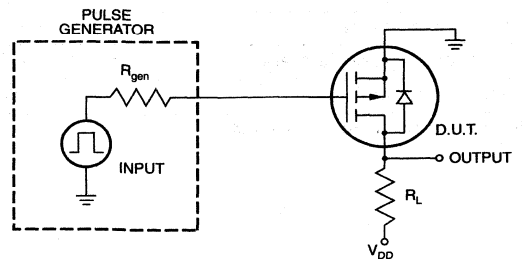 PULSE
GENERATOR
Rgen
INPUT
D.U.T.
OUTPUT
RL
VDD